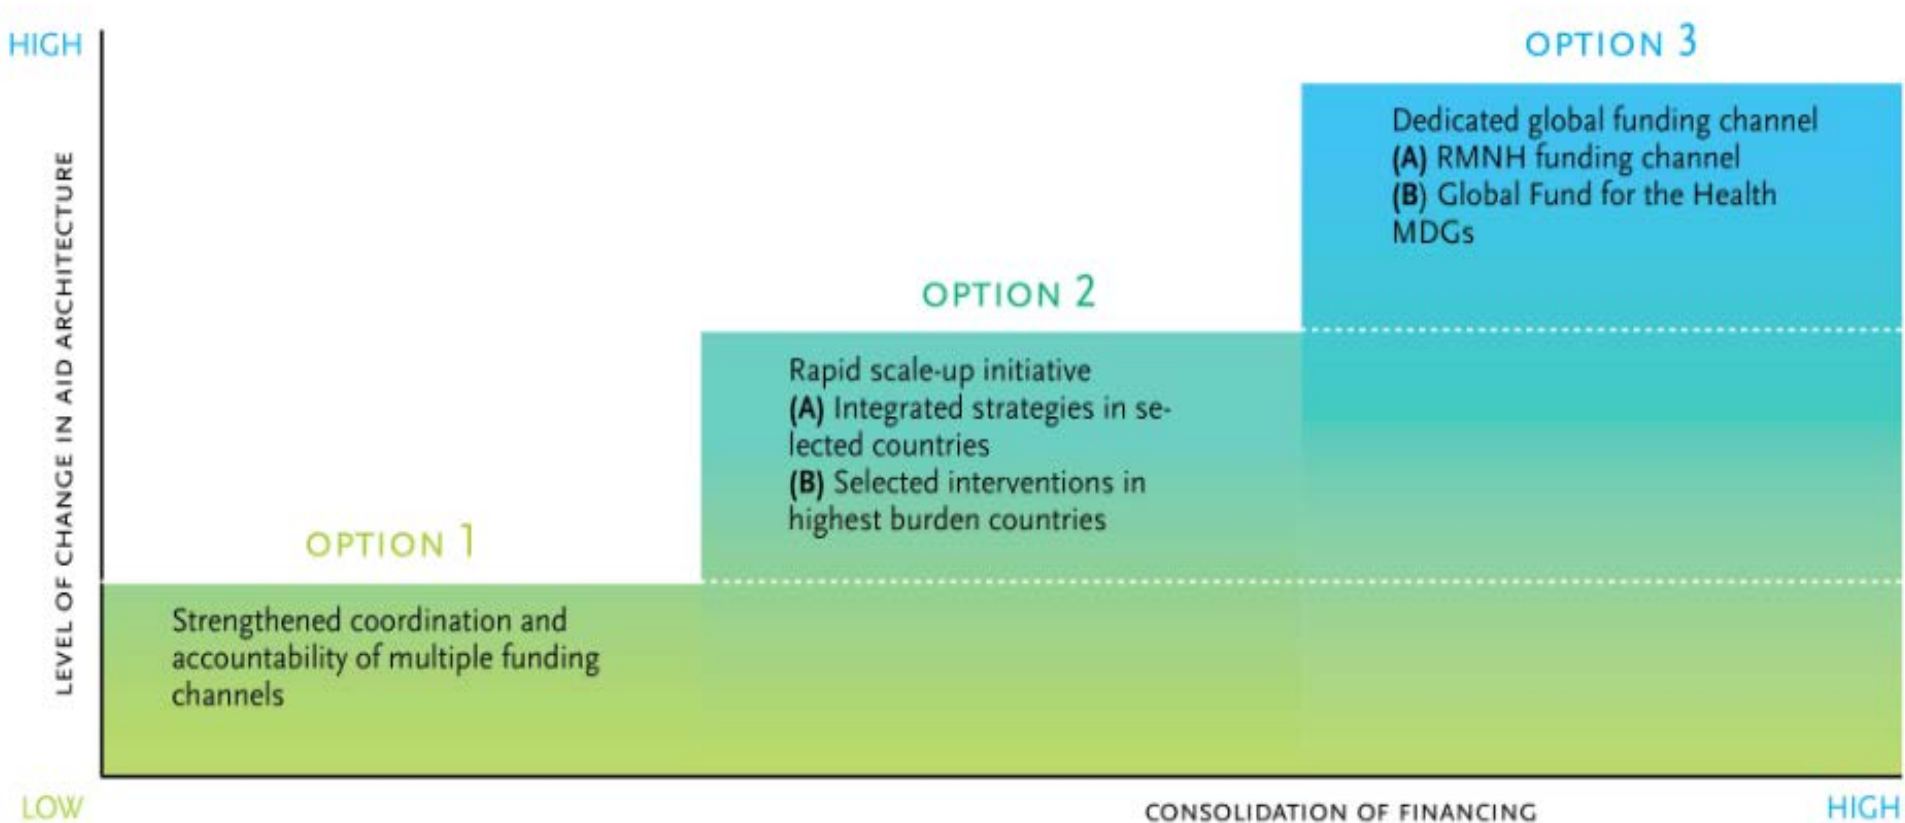 HIGH
OPTION 3
Dedicated global funding channel
(A) RMNH funding channel
(B) Global Fund for the Health
MDGs
LEVEL OF CHANGE IN AID ARCHITECTURE
OPTION 2
Rapid scale-up initiative
(A) Integrated strategies in se-
lected countries
(B) Selected interventions in
highest burden countries
OPTION 1
Strengthened coordination and
accountability of multiple funding
channels
LOW
CONSOLIDATION OF FINANCING
HIGH